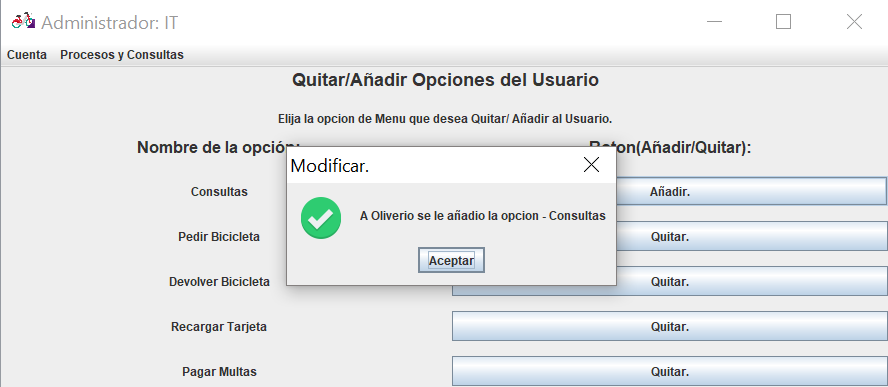 Administrador: IT
Cuenta Procesos y Consultas
Quitar/Añadir Opciones del Usuario
Elija la opcion de Menu que desea Quitar/ Añadir al Usuario.
Nombre de la opción: Boton(Añadir/Quitar):
Modificar.
Consultas Añadir.
A Oliverio se le añadio la opcion - Consultas
Pedir Bicicleta Quitar.
Aceptar
Devolver Bicicleta Quitar.
Recargar Tarjeta Quitar.
Pagar Multas Quitar.